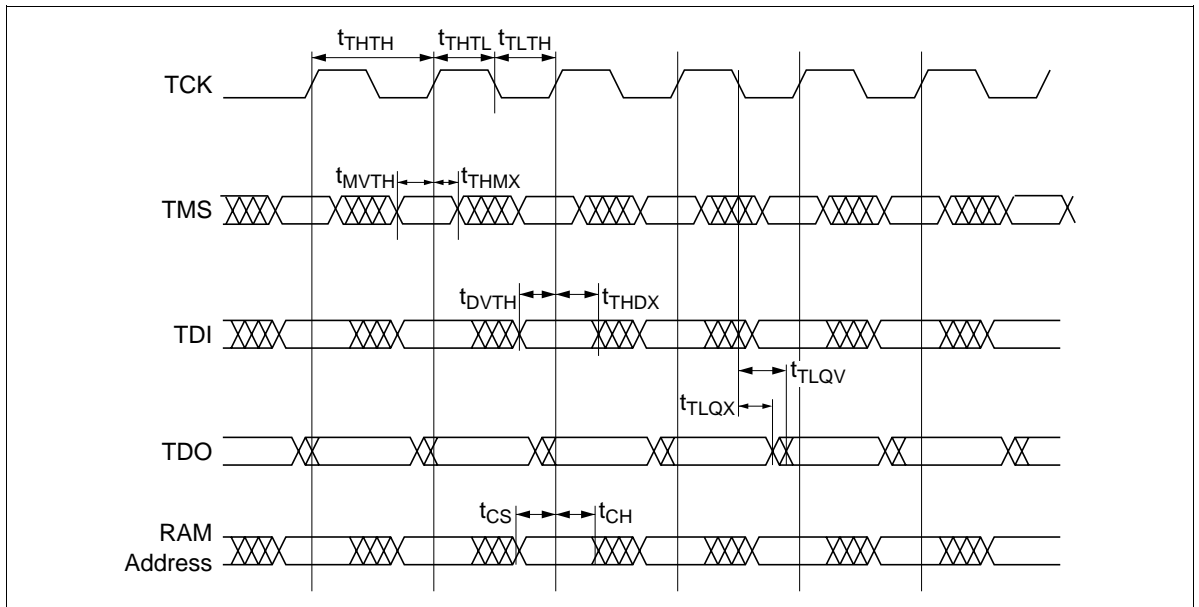 tTHTH tTHTL tTLTH
TCK
tMVTH tTHMX
TMS
tDVTH tTHDX
TDI
tTLQV
tTLQX
TDO
tCS tCH
RAM
Address